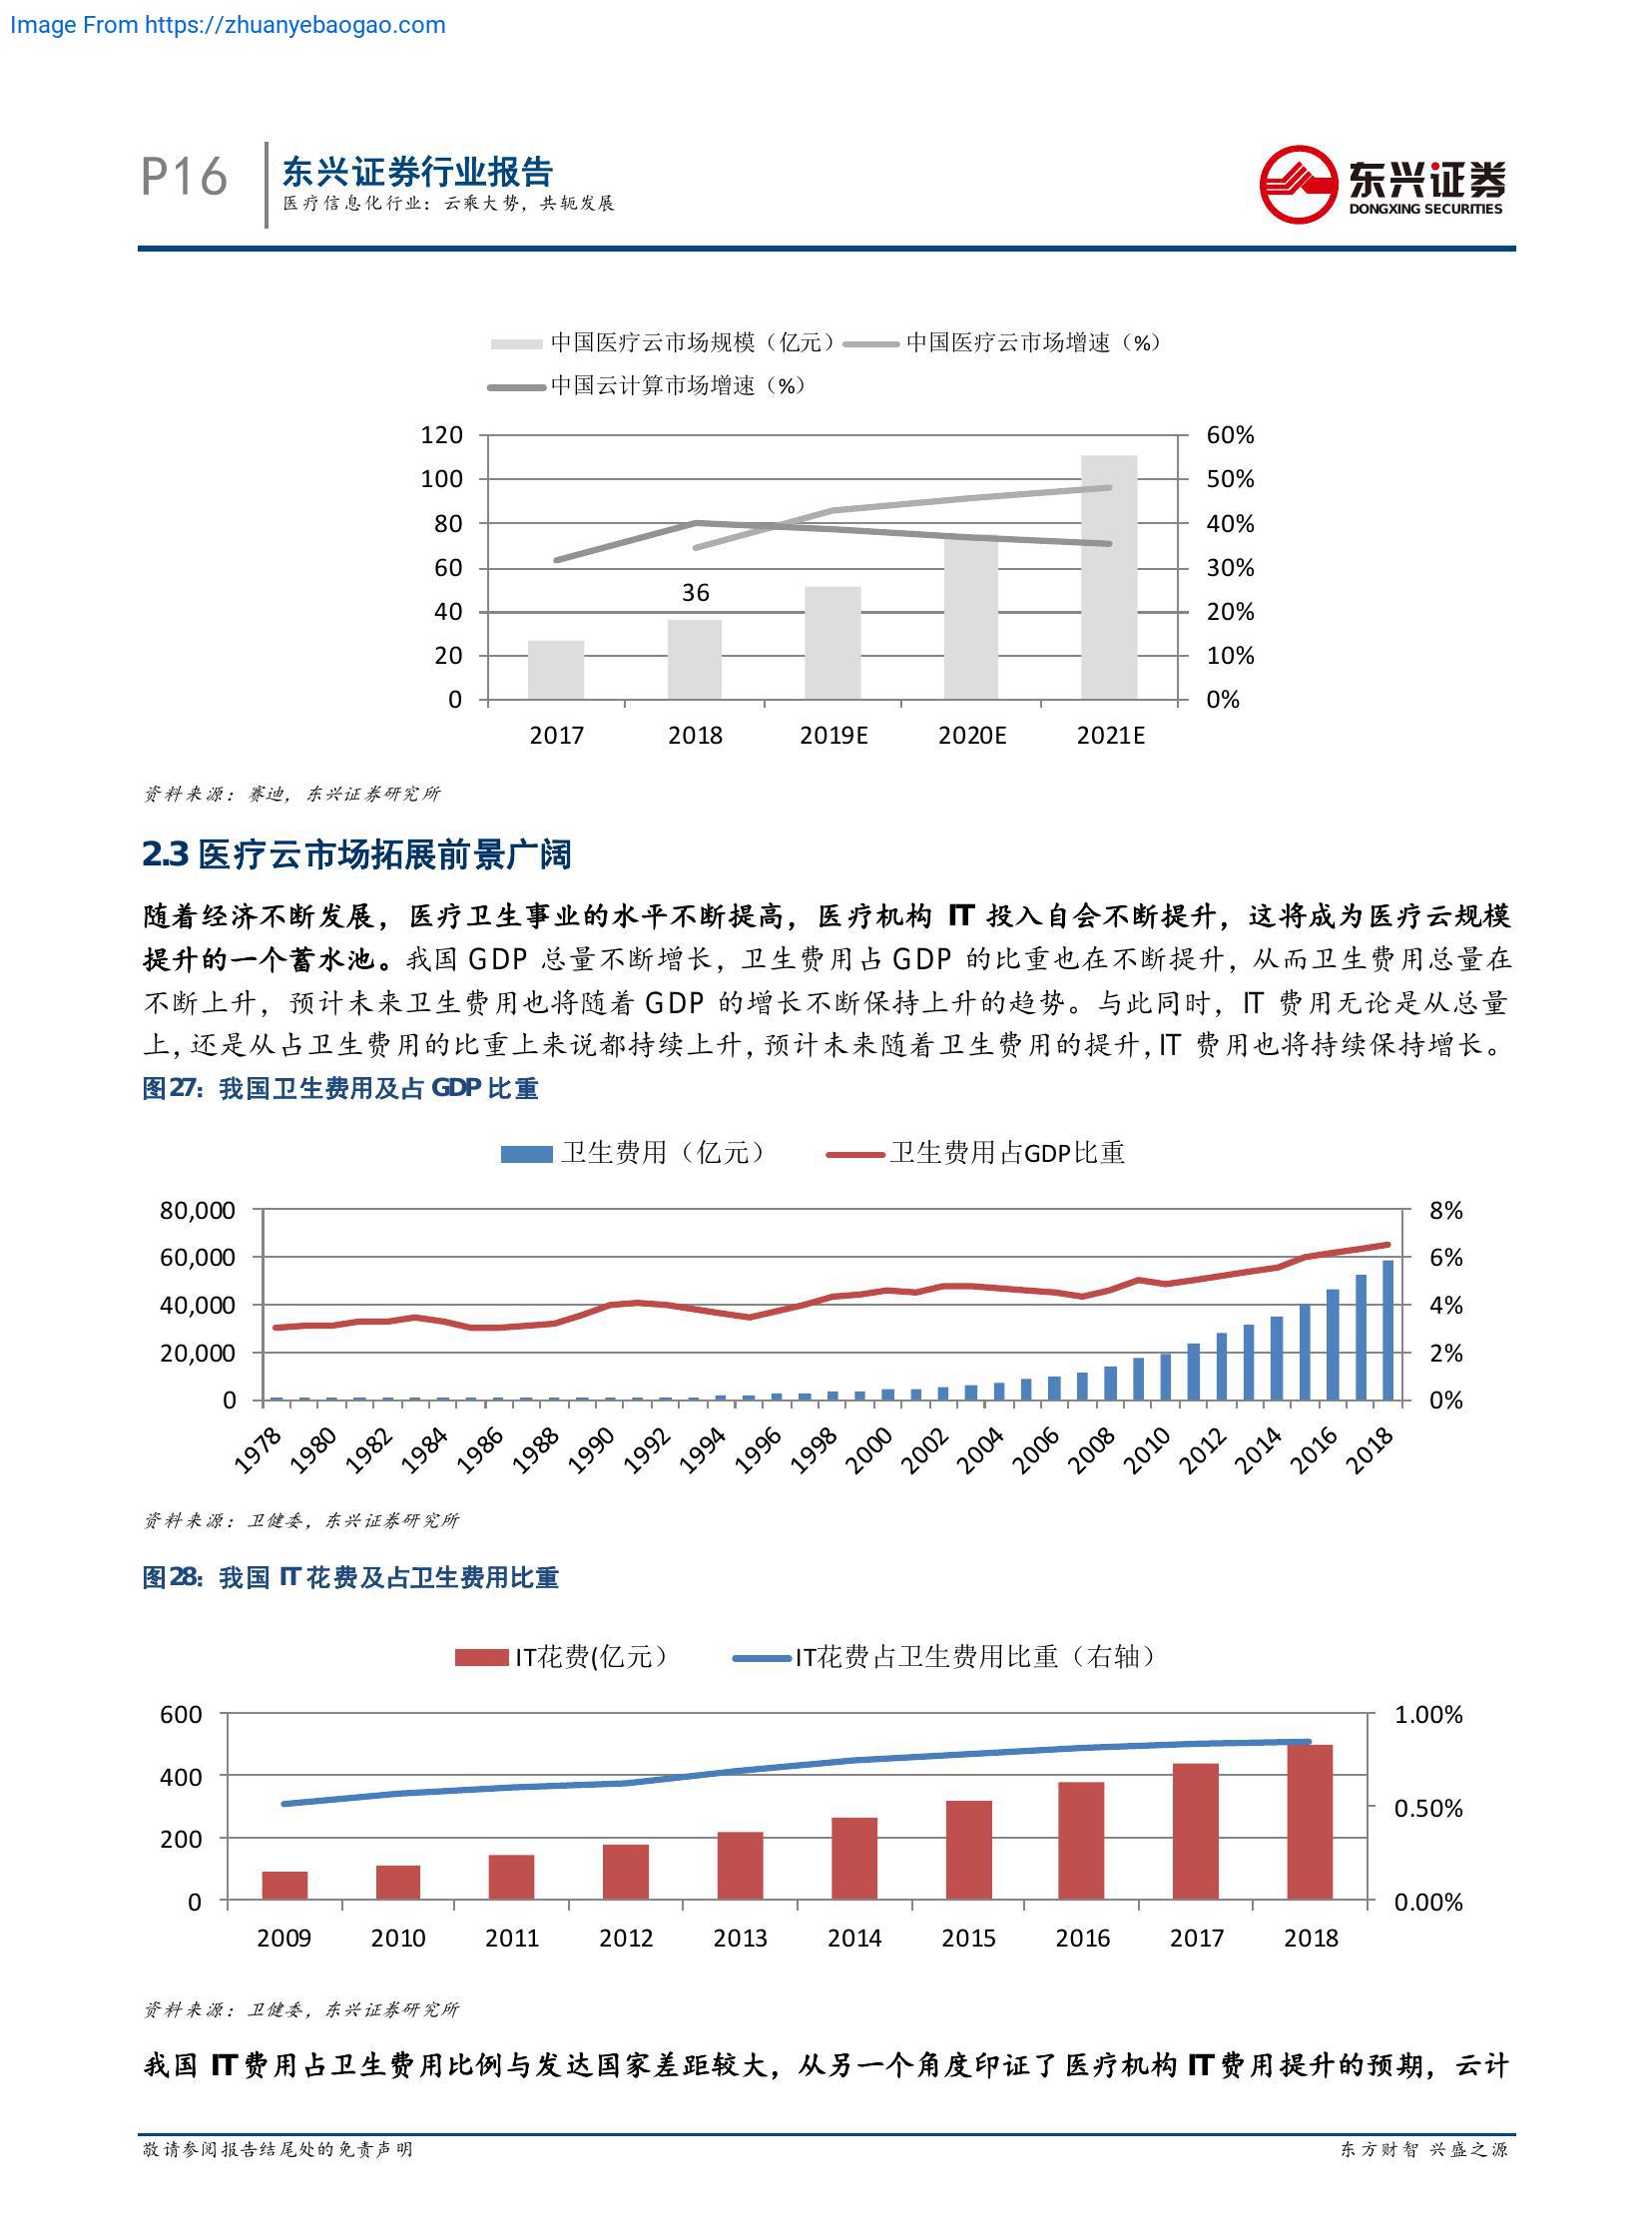 Image From https://zhuanyebaogao.com
P16
东兴证券行业报告
医疗信息化行业：云乘大势，共轭发展
东兴证券
DONGXING SECURITIES
中国医疗云市场规模（亿元）
中国医疗云市场增速（%）
中国云计算市场增速（%）
120
100
80
60
40
20
0
60%
50%
40%
30%
20%
10%
0%
36
2017 2018 2019E 2020E 2021E
资料来源：赛迪，东兴证券研究所
2.3 医疗云市场拓展前景广阔
随着经济不断发展，医疗卫生事业的水平不断提高，医疗机构 IT 投入自会不断提升，这将成为医疗云规模
提升的一个蓄水池。我国 GDP 总量不断增长，卫生费用占 GDP 的比重也在不断提升，从而卫生费用总量在
不断上升，预计未来卫生费用也将随着 GDP 的增长不断保持上升的趋势。与此同时，IT 费用无论是从总量
上，还是从占卫生费用的比重上来说都持续上升，预计未来随着卫生费用的提升，IT 费用也将持续保持增长。
图27：我国卫生费用及占 GDP 比重
卫生费用（亿元）
卫生费用占GDP比重
80,000
60,000
40,000
20,000
0
8%
6%
4%
2%
0%
1978 1980 1982 1984 1986 1988 1990 1992 1994 1996 1998 2000 2002 2004 2006 2008 2010 2012 2014 2016 2018
资料来源：卫健委，东兴证券研究所
图28：我国 IT 花费及占卫生费用比重
IT花费(亿元）
IT花费占卫生费用比重（右轴）
600
400
200
0
1.00%
0.50%
0.00%
2009 2010 2011 2012 2013 2014 2015 2016 2017 2018
资料来源：卫健委，东兴证券研究所
我国 IT 费用占卫生费用比例与发达国家差距较大，从另一个角度印证了医疗机构 IT 费用提升的预期，云计
敬请参阅报告结尾处的免责声明
东方财智 兴盛之源